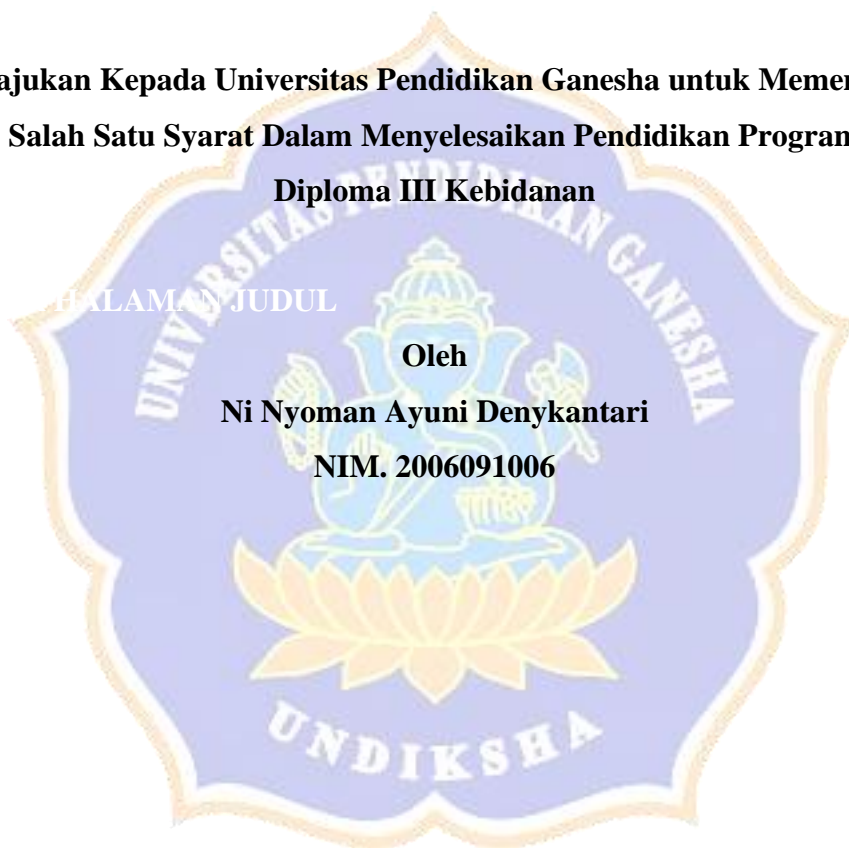 ajukan Kepada Universitas Pendidikan Ganesha untuk Memen
Salah Satu Syarat Dalam Menyelesaikan Pendidikan Program
Diploma III Kebidanan
UNIVERSITAS PENDIDIKAN GANESHA
HALAMAN JUDUL
Oleh
Ni Nyoman Ayuni Denykantari
NIM. 2006091006
UNDIKSHA